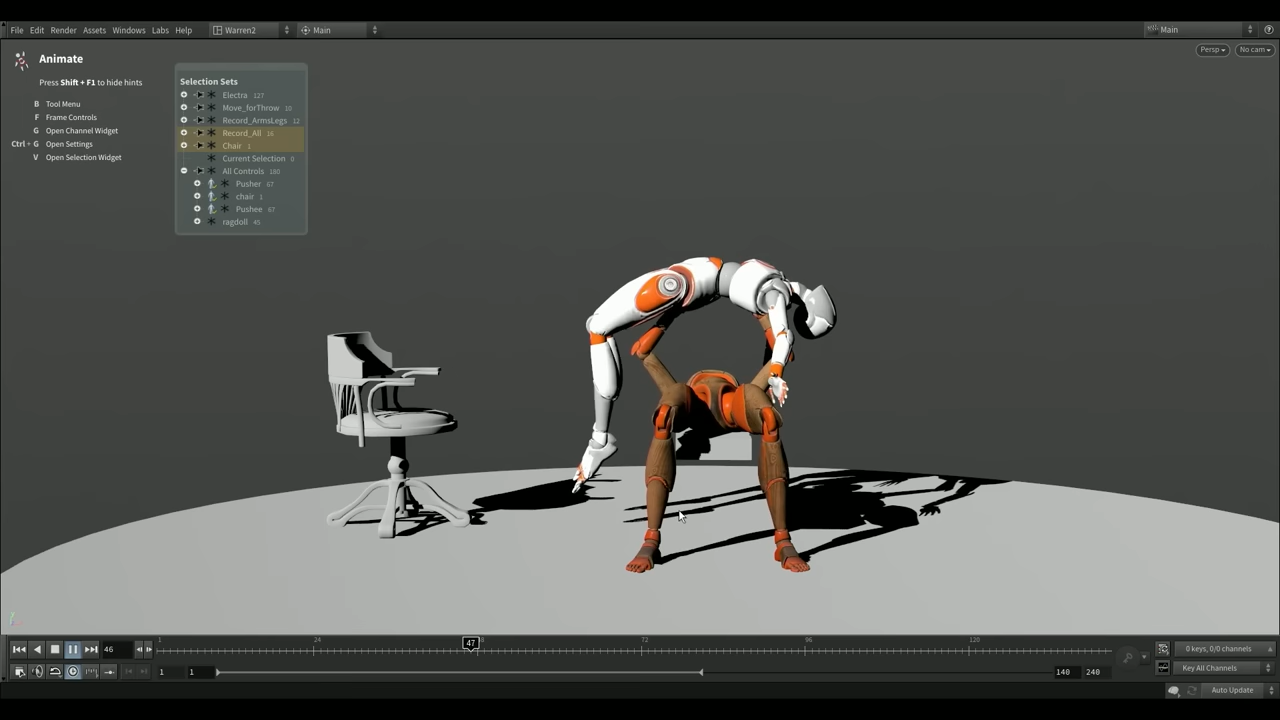 File Edit Render Assets Windows Labs Help Warren2 Main Main
Persp No cam
Animate
Press Shift + F1 to hide hints
B Tool Menu
F Frame Controls
G Open Channel Widget
Ctrl + G Open Settings
V Open Selection Widget
Selection Sets
Electra 127
Move_forThrow 10
Record_ArmsLegs 12
Record_All 16
Chair 1
Current Selection 0
All Controls 180
Pusher 67
chair 1
Pushee 67
ragdoll 45
1 24 47 72 96 120
46
0 keys, 0/0 channels
1 1 140 240
Key All Channels
Auto Update